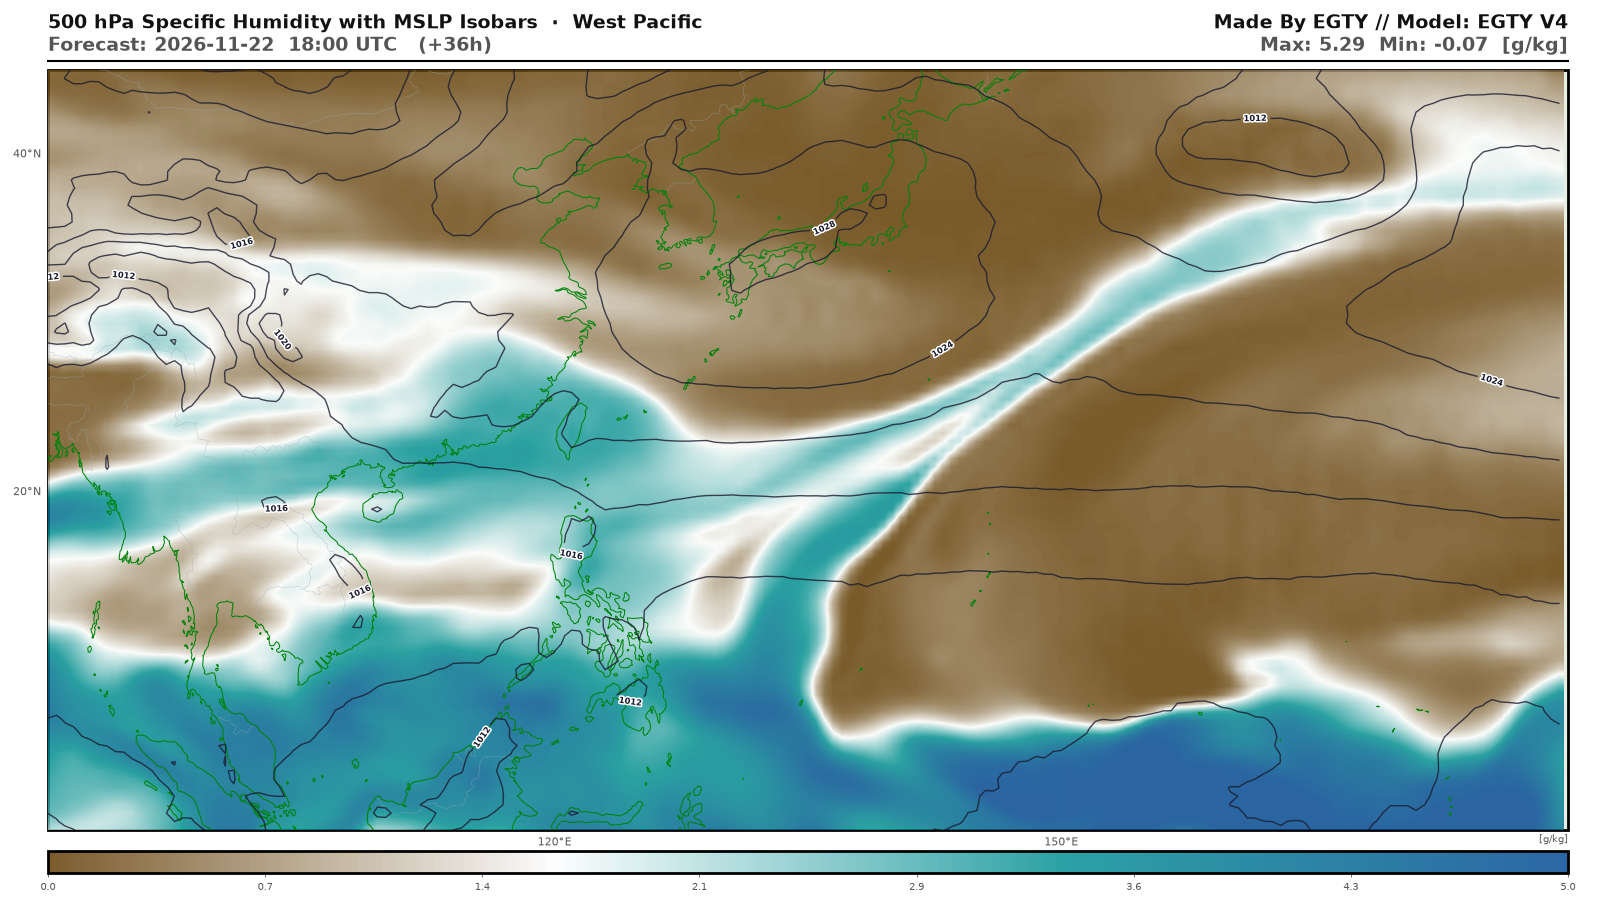 500 hPa Specific Humidity with MSLP Isobars · West Pacific
Made By EGTY // Model: EGTY V4
Forecast: 2026-11-22 18:00 UTC (+36h)
Max: 5.29 Min: -0.07 [g/kg]
1012
40°N
1028
1016
12
1012
1020
1024
1024
20°N
1016
1016
1016
1012
1012
120°E
150°E
[g/kg]
0.0 0.7 1.4 2.1 2.9 3.6 4.3 5.0